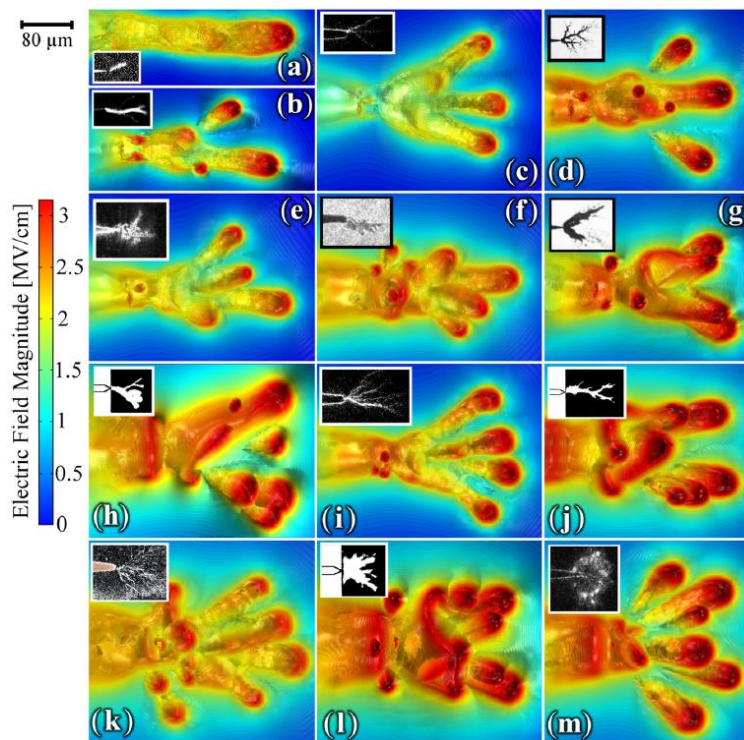 80 µm
(a)
(b)
(c)
(d)
Electric Field Magnitude [MV/cm]
3
2.5
2
1.5
1
0.5
0
(e)
(f)
(g)
(h)
(i)
(j)
(k)
(l)
(m)